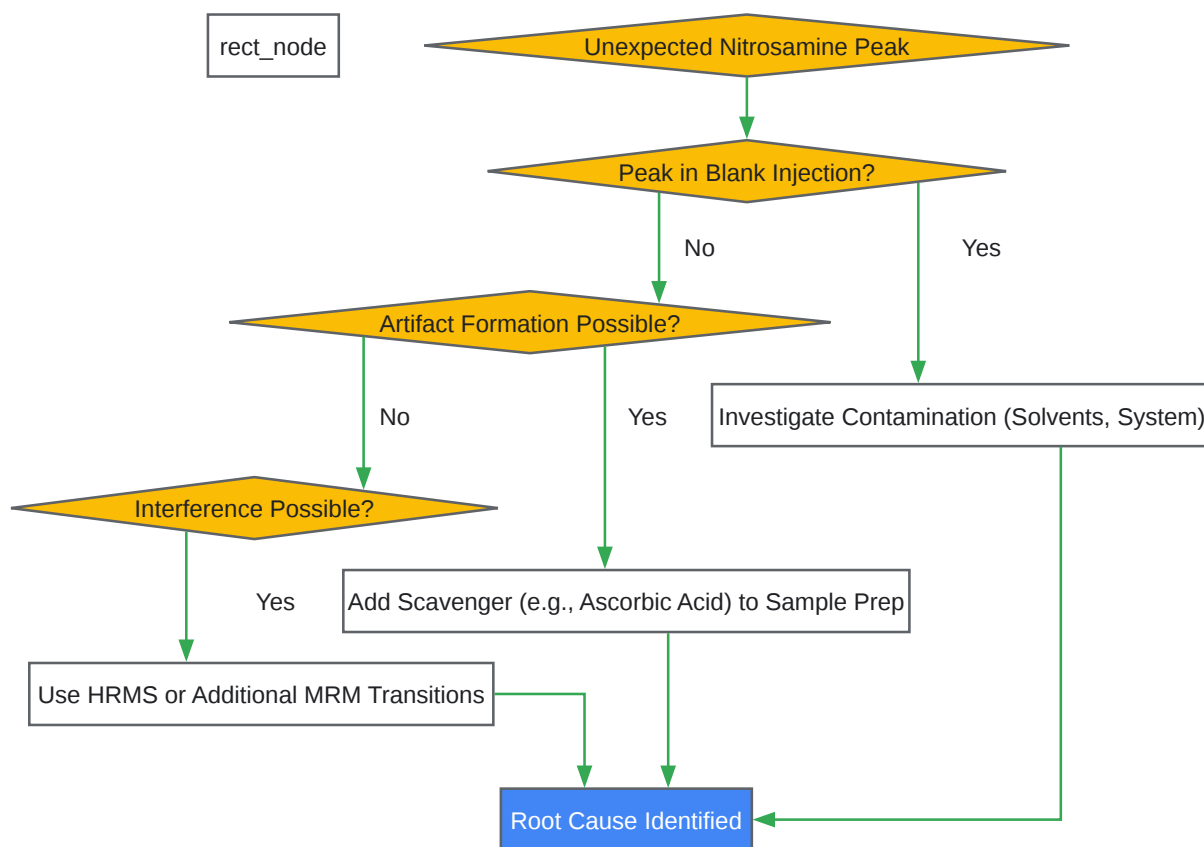 rect_node
Unexpected Nitrosamine Peak
Peak in Blank Injection?
No
Yes
Artifact Formation Possible?
No
Yes
Investigate Contamination (Solvents, System)
Interference Possible?
Yes
Add Scavenger (e.g., Ascorbic Acid) to Sample Prep
Use HRMS or Additional MRM Transitions
Root Cause Identified